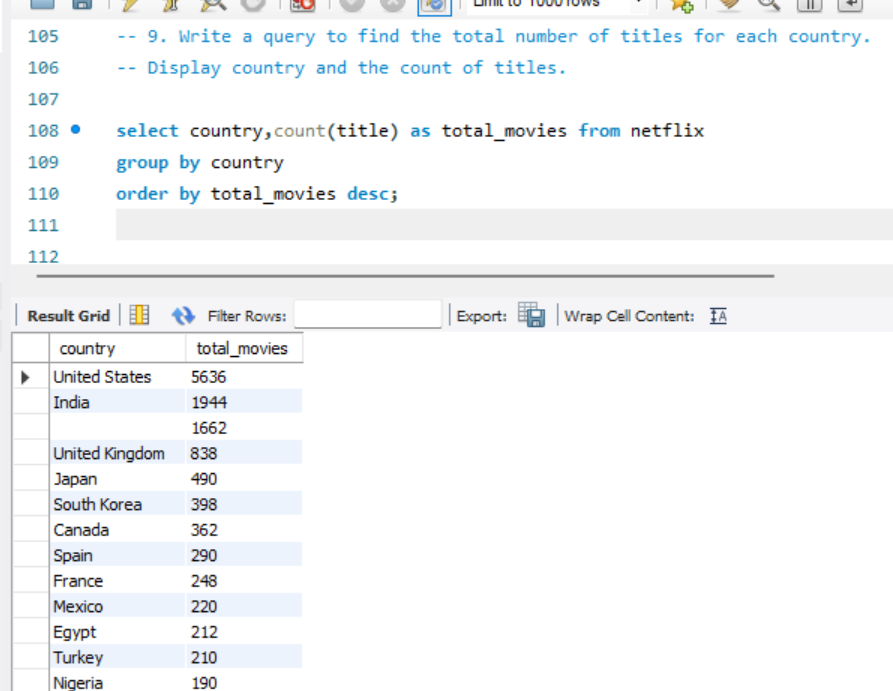 Limit to 1000 rows
105 -- 9. Write a query to find the total number of titles for each country.
106 -- Display country and the count of titles.
107
108 select country,count(title) as total_movies from netflix
109 group by country
110 order by total_movies desc;
111
112
Result Grid Filter Rows: Export: Wrap Cell Content:
country total_movies
United States 5636
India 1944
1662
United Kingdom 838
Japan 490
South Korea 398
Canada 362
Spain 290
France 248
Mexico 220
Egypt 212
Turkey 210
Nigeria 190